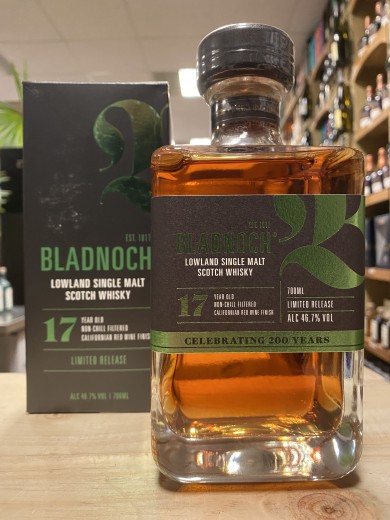 EST. 1817
BLADNOCH
LOWLAND SINGLE MALT
SCOTCH WHISKY
17
YEAR OLD
NON-CHILL FILTERED
CALIFORNIAN RED WINE FINISH
LIMITED RELEASE
ALC 46.7% VOL | 700ML
EST. 1817
BLADNOCH
LOWLAND SINGLE MALT
SCOTCH WHISKY
17
YEAR OLD
NON-CHILL FILTERED
CALIFORNIAN RED WINE FINISH
700ML
LIMITED RELEASE
ALC 46.7% VOL
CELEBRATING 200 YEARS